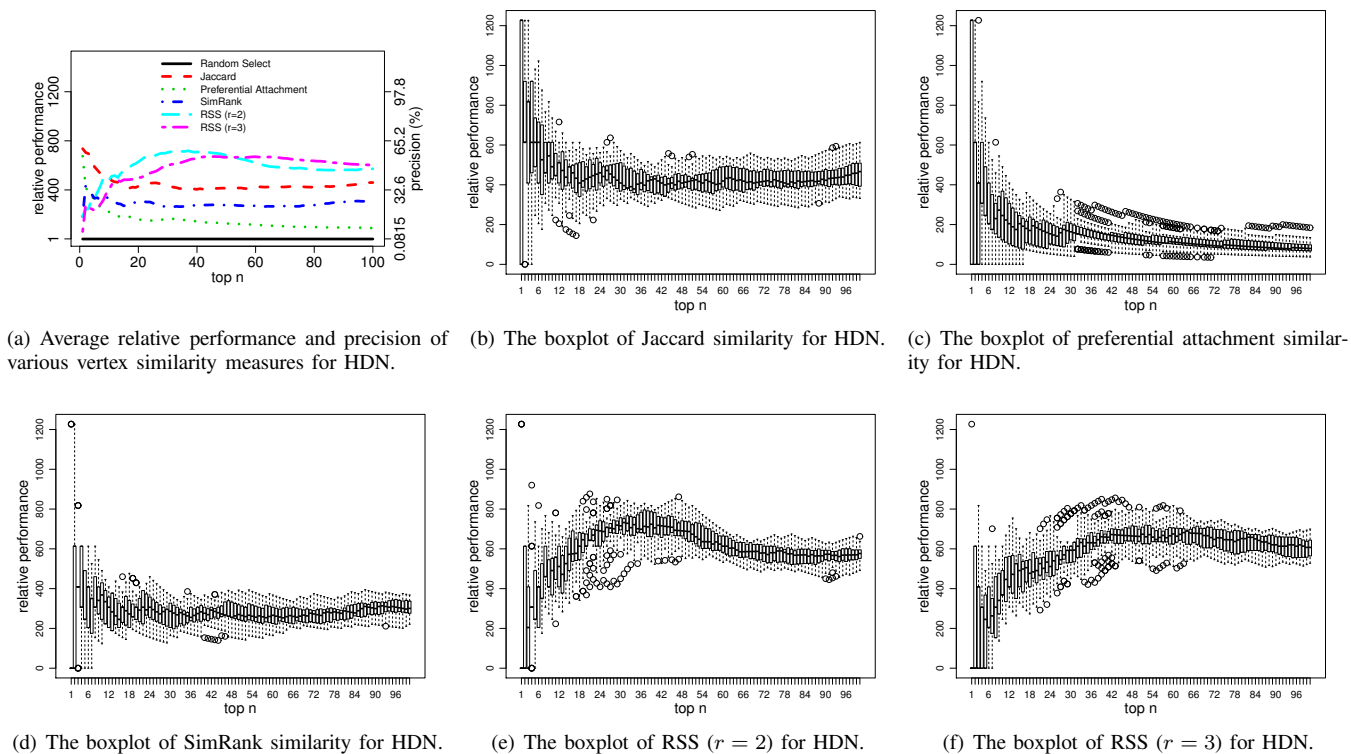 Random Select
Jaccard
Preferential Attachment
SimRank
RSS (r=2)
RSS (r=3)
relative performance
1 400 800 1200
0.0815 32.6 65.2 97.8
precision (%)
0 20 40 60 80 100
top n
(a) Average relative performance and precision of
various vertex similarity measures for HDN.
relative performance
0 200 400 600 800 1000 1200
1 6 12 18 24 30 36 42 48 54 60 66 72 78 84 90 96
top n
(b) The boxplot of Jaccard similarity for HDN.
relative performance
0 200 400 600 800 1000 1200
1 6 12 18 24 30 36 42 48 54 60 66 72 78 84 90 96
top n
(c) The boxplot of preferential attachment similar-
ity for HDN.
relative performance
0 200 400 600 800 1000 1200
1 6 12 18 24 30 36 42 48 54 60 66 72 78 84 90 96
top n
(d) The boxplot of SimRank similarity for HDN.
relative performance
0 200 400 600 800 1000 1200
1 6 12 18 24 30 36 42 48 54 60 66 72 78 84 90 96
top n
(e) The boxplot of RSS (r = 2) for HDN.
relative performance
0 200 400 600 800 1000 1200
1 6 12 18 24 30 36 42 48 54 60 66 72 78 84 90 96
top n
(f) The boxplot of RSS (r = 3) for HDN.